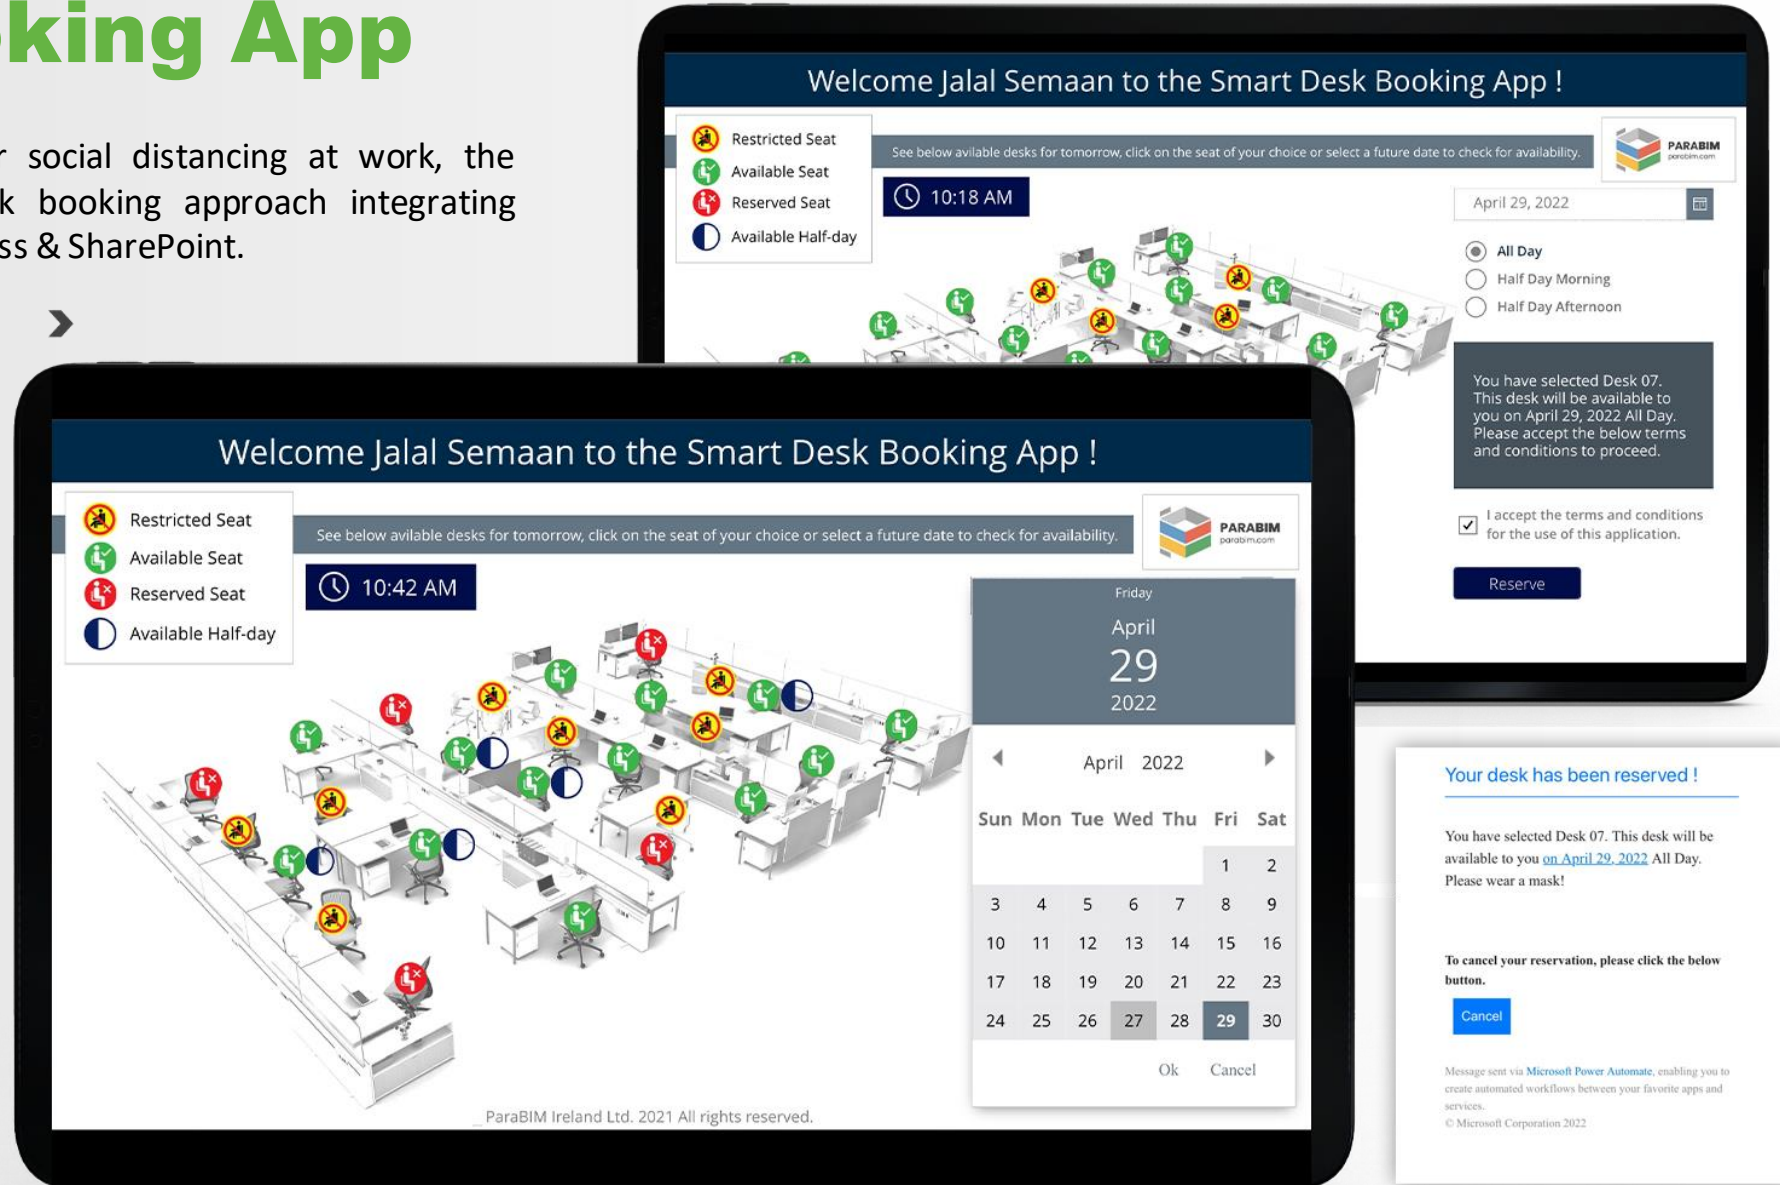 king App
social distancing at work, the
booking approach integrating
& SharePoint.
Welcome Jalal Semaan to the Smart Desk Booking App !
Restricted Seat
Available Seat
Reserved Seat
Available Half-day
See below avilable desks for tomorrow, click on the seat of your choice or select a future date to check for availability.
PARABIM
parabim.com
10:18 AM
April 29, 2022
All Day
Half Day Morning
Half Day Afternoon
You have selected Desk 07.
This desk will be available to
you on April 29, 2022 All Day.
Please accept the below terms
and conditions to proceed.
I accept the terms and conditions
for the use of this application.
Reserve
Welcome Jalal Semaan to the Smart Desk Booking App !
Restricted Seat
Available Seat
Reserved Seat
Available Half-day
See below avilable desks for tomorrow, click on the seat of your choice or select a future date to check for availability.
PARABIM
parabim.com
10:42 AM
Friday
April
29
2022
April 2022
Sun Mon Tue Wed Thu Fri Sat
1 2
3 4 5 6 7 8 9
10 11 12 13 14 15 16
17 18 19 20 21 22 23
24 25 26 27 28 29 30
Ok Cancel
_ ParaBIM Ireland Ltd. 2021 All rights reserved.
Your desk has been reserved !
You have selected Desk 07. This desk will be
available to you on April 29, 2022 All Day.
Please wear a mask!
To cancel your reservation, please click the below
button.
Cancel
Message sent via Microsoft Power Automate, enabling you to
create automated workflows between your favorite apps and
services.
© Microsoft Corporation 2022